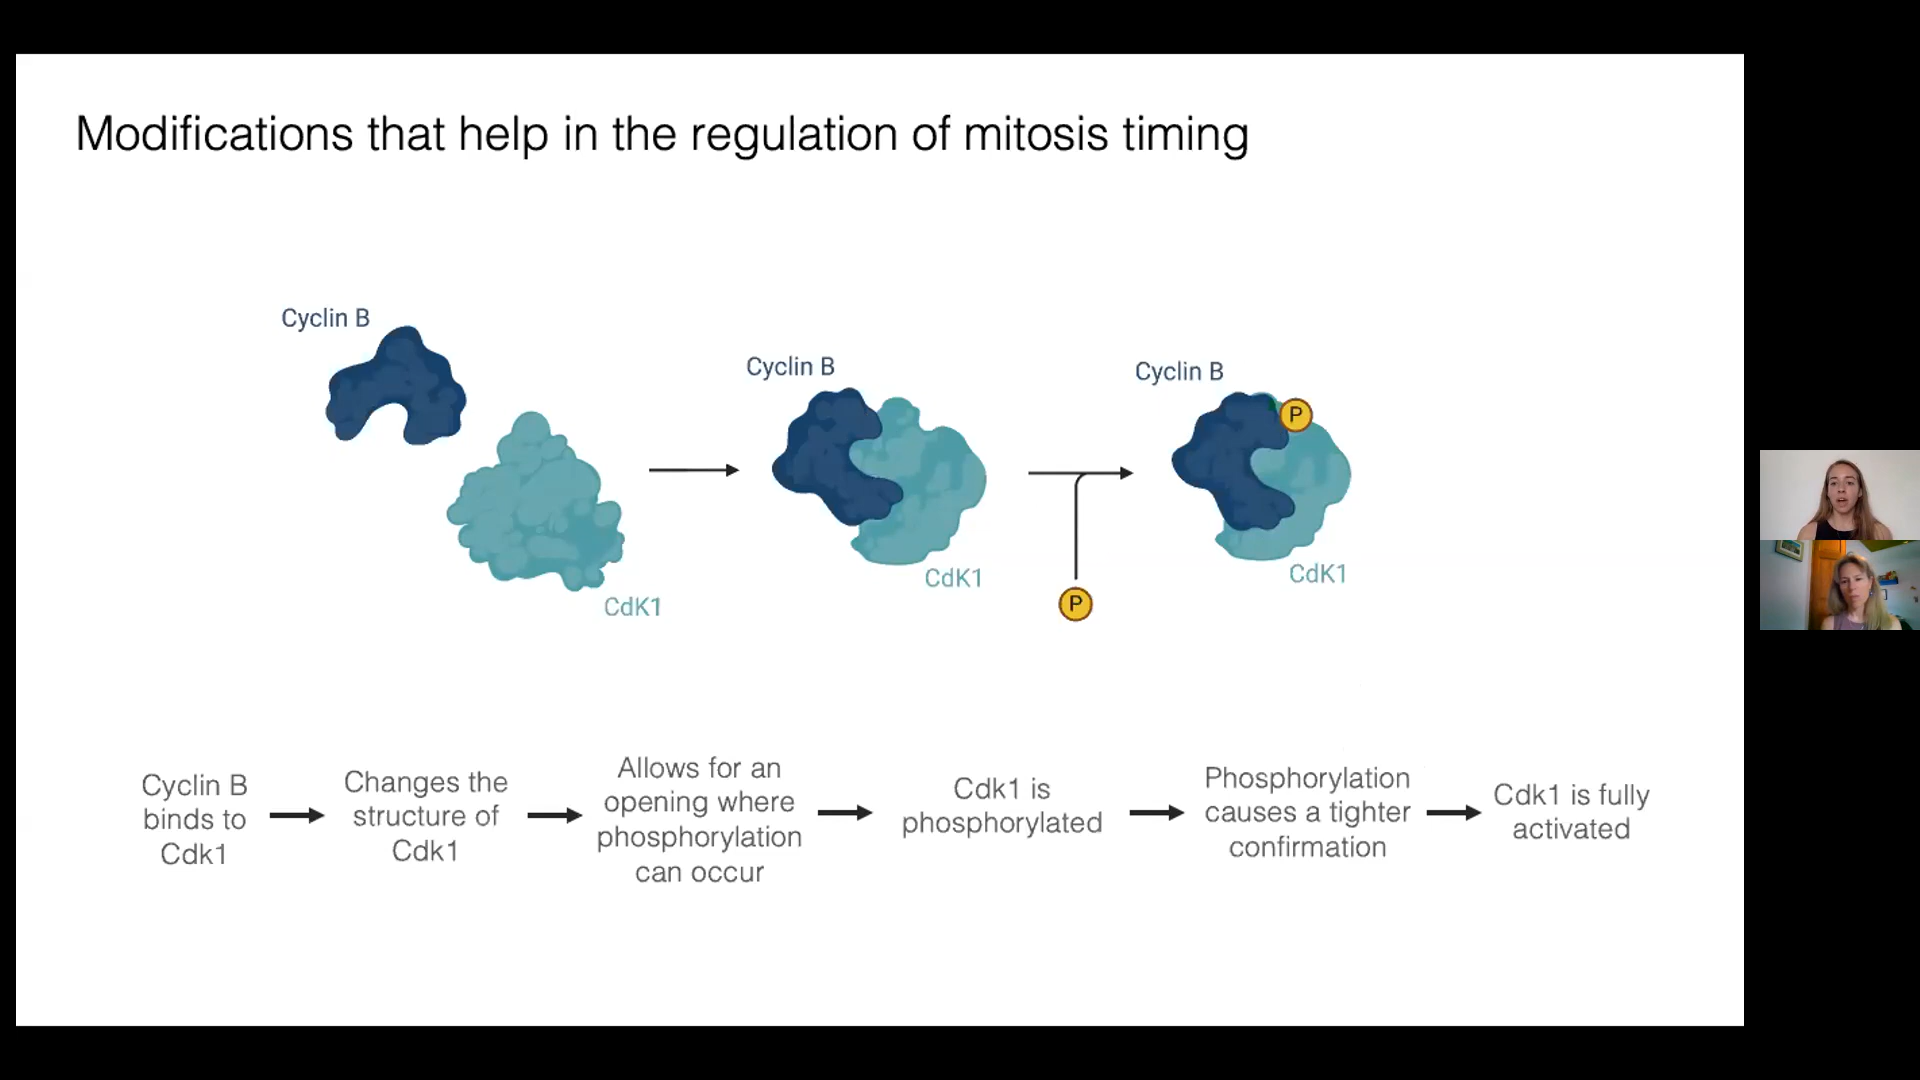 Modifications that help in the regulation of mitosis timing
Cyclin B
CdK1
Cyclin B
CdK1
P
Cyclin B
P
CdK1
Cyclin B
binds to
Cdk1
Changes the
structure of
Cdk1
Allows for an
opening where
phosphorylation
can occur
Cdk1 is
phosphorylated
Phosphorylation
causes a tighter
confirmation
Cdk1 is fully
activated